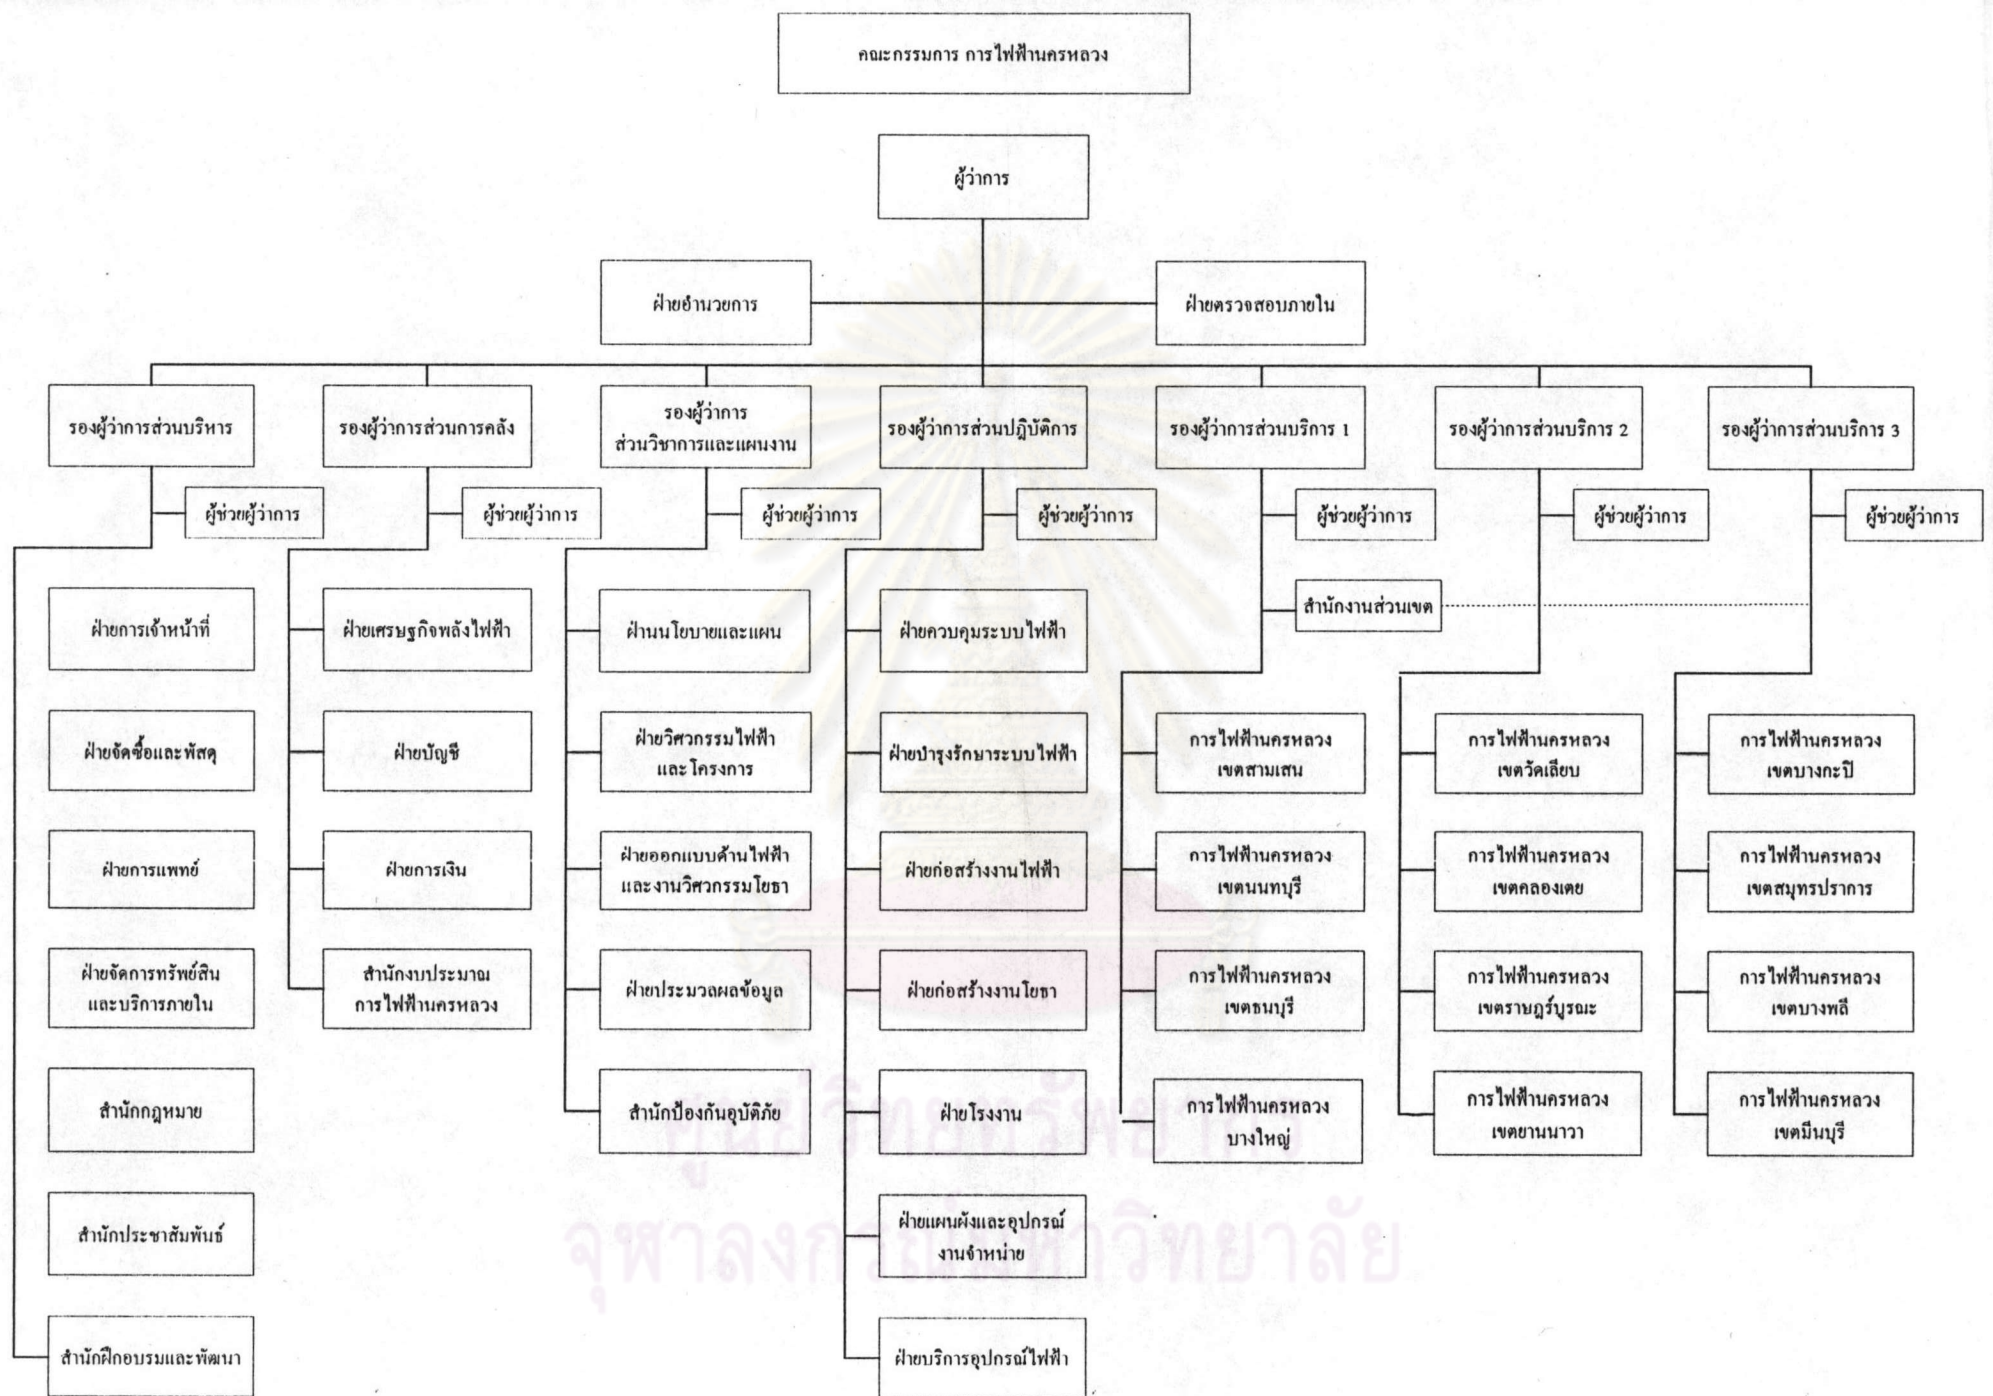 คณะกรรมการ การไฟฟ้านครหลวง
ผู้ว่าการ
ฝ่ายอำนวยการ
ฝ่ายตรวจสอบภายใน
รองผู้ว่าการส่วนบริหาร
รองผู้ว่าการส่วนการคลัง
รองผู้ว่าการ
ส่วนวิชาการและแผนงาน
รองผู้ว่าการส่วนปฏิบัติการ
รองผู้ว่าการส่วนบริการ 1
รองผู้ว่าการส่วนบริการ 2
รองผู้ว่าการส่วนบริการ 3
ผู้ช่วยผู้ว่าการ
ผู้ช่วยผู้ว่าการ
ผู้ช่วยผู้ว่าการ
ผู้ช่วยผู้ว่าการ
ผู้ช่วยผู้ว่าการ
ผู้ช่วยผู้ว่าการ
ผู้ช่วยผู้ว่าการ
ฝ่ายการเจ้าหน้าที่
ฝ่ายจัดซื้อและพัสดุ
ฝ่ายการแพทย์
ฝ่ายจัดการทรัพย์สิน
และบริการภายใน
สำนักกฎหมาย
สำนักประชาสัมพันธ์
สำนักฝึกอบรมและพัฒนา
ฝ่ายเศรษฐกิจพลังไฟฟ้า
ฝ่ายบัญชี
ฝ่ายการเงิน
สำนักงบประมาณ
การไฟฟ้านครหลวง
ฝ่านนโยบายและแผน
ฝ่ายวิศวกรรมไฟฟ้า
และโครงการ
ฝ่ายออกแบบด้านไฟฟ้า
และงานวิศวกรรมโยธา
ฝ่ายประมวลผลข้อมูล
สำนักป้องกันอุบัติภัย
ฝ่ายควบคุมระบบไฟฟ้า
ฝ่ายบำรุงรักษาระบบไฟฟ้า
ฝ่ายก่อสร้างงานไฟฟ้า
ฝ่ายก่อสร้างงานโยธา
ฝ่ายโรงงาน
ฝ่ายแผนผังและอุปกรณ์
งานจำหน่าย
ฝ่ายบริการอุปกรณ์ไฟฟ้า
สำนักงานส่วนเขต
การไฟฟ้านครหลวง
เขตสามเสน
การไฟฟ้านครหลวง
เขตนนทบุรี
การไฟฟ้านครหลวง
เขตธนบุรี
การไฟฟ้านครหลวง
บางใหญ่
การไฟฟ้านครหลวง
เขตวัดเลียบ
การไฟฟ้านครหลวง
เขตคลองเตย
การไฟฟ้านครหลวง
เขตราษฎร์บูรณะ
การไฟฟ้านครหลวง
เขตยานนาวา
การไฟฟ้านครหลวง
เขตบางกะปิ
การไฟฟ้านครหลวง
เขตสมุทรปราการ
การไฟฟ้านครหลวง
เขตบางพลี
การไฟฟ้านครหลวง
เขตมีนบุรี
ศูนย์วิทยทรัพยากร
จุฬาลงกรณ์มหาวิทยาลัย